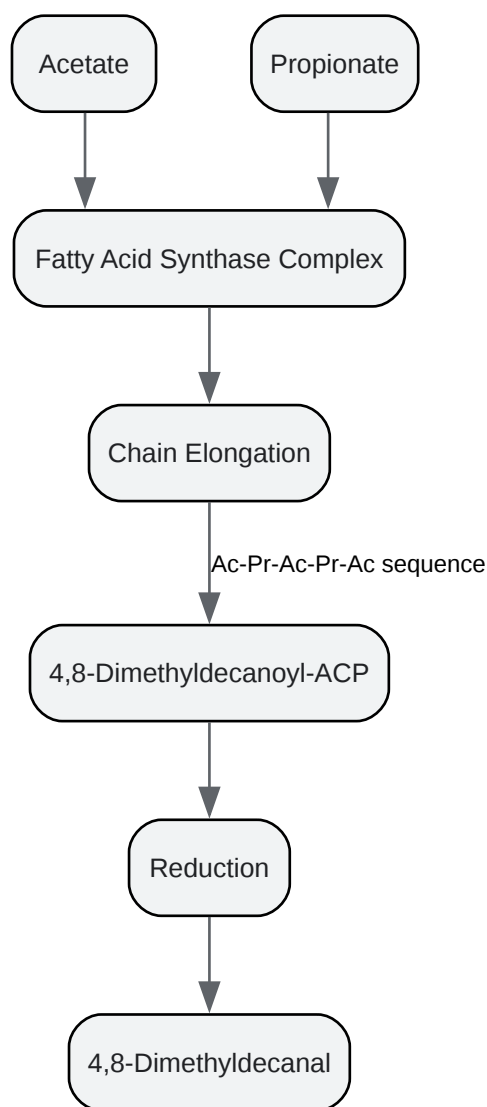 Acetate
Propionate
Fatty Acid Synthase Complex
Chain Elongation
Ac-Pr-Ac-Pr-Ac sequence
4,8-Dimethyldecanoyl-ACP
Reduction
4,8-Dimethyldecanal